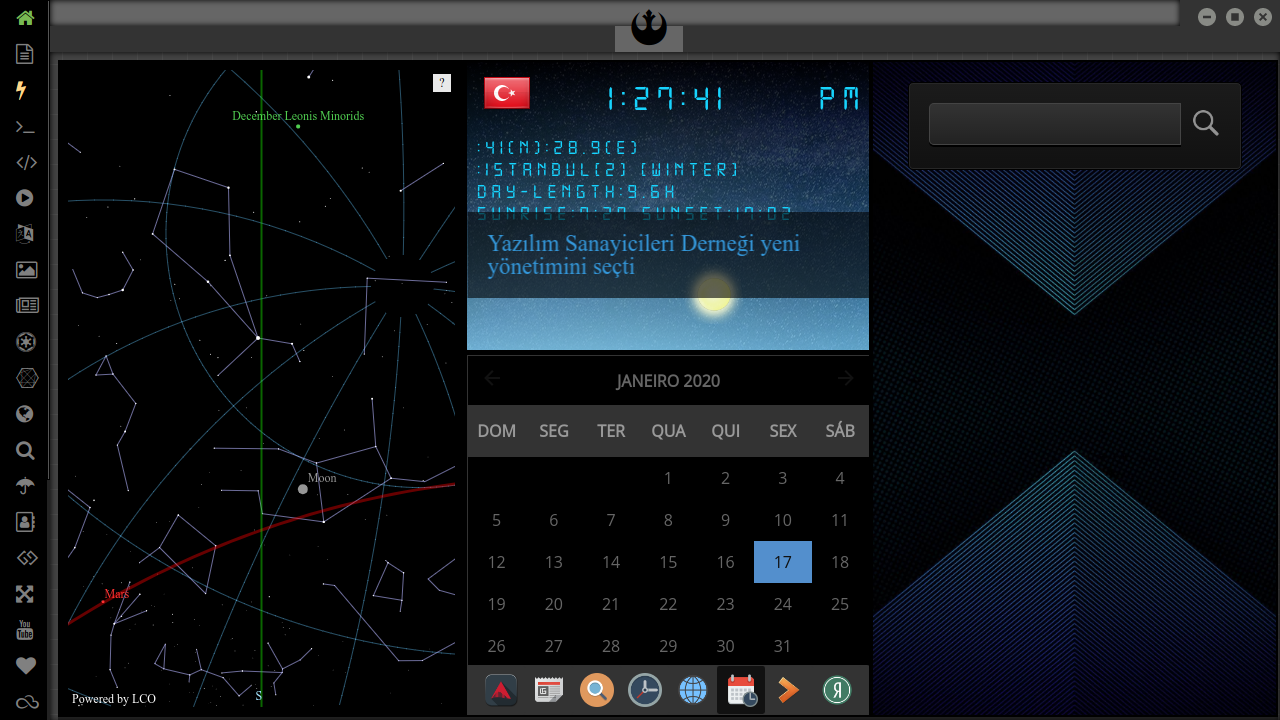 ?
December Leonis Minorids
Moon
Mars
Powered by LCO
S
1:27:41 PM
:41(N):28.9(E)
:ISTANBUL(2) (WINTER)
DAY-LENGTH:9.6H
SUNRISE:7:27 SUNSET:17:02
Yazılım Sanayicileri Derneği yeni
yönetimini seçti
JANEIRO 2020
DOM SEG TER QUA QUI SEX SÁB
1 2 3 4
5 6 7 8 9 10 11
12 13 14 15 16 17 18
19 20 21 22 23 24 25
26 27 28 29 30 31
You
Tube
Я